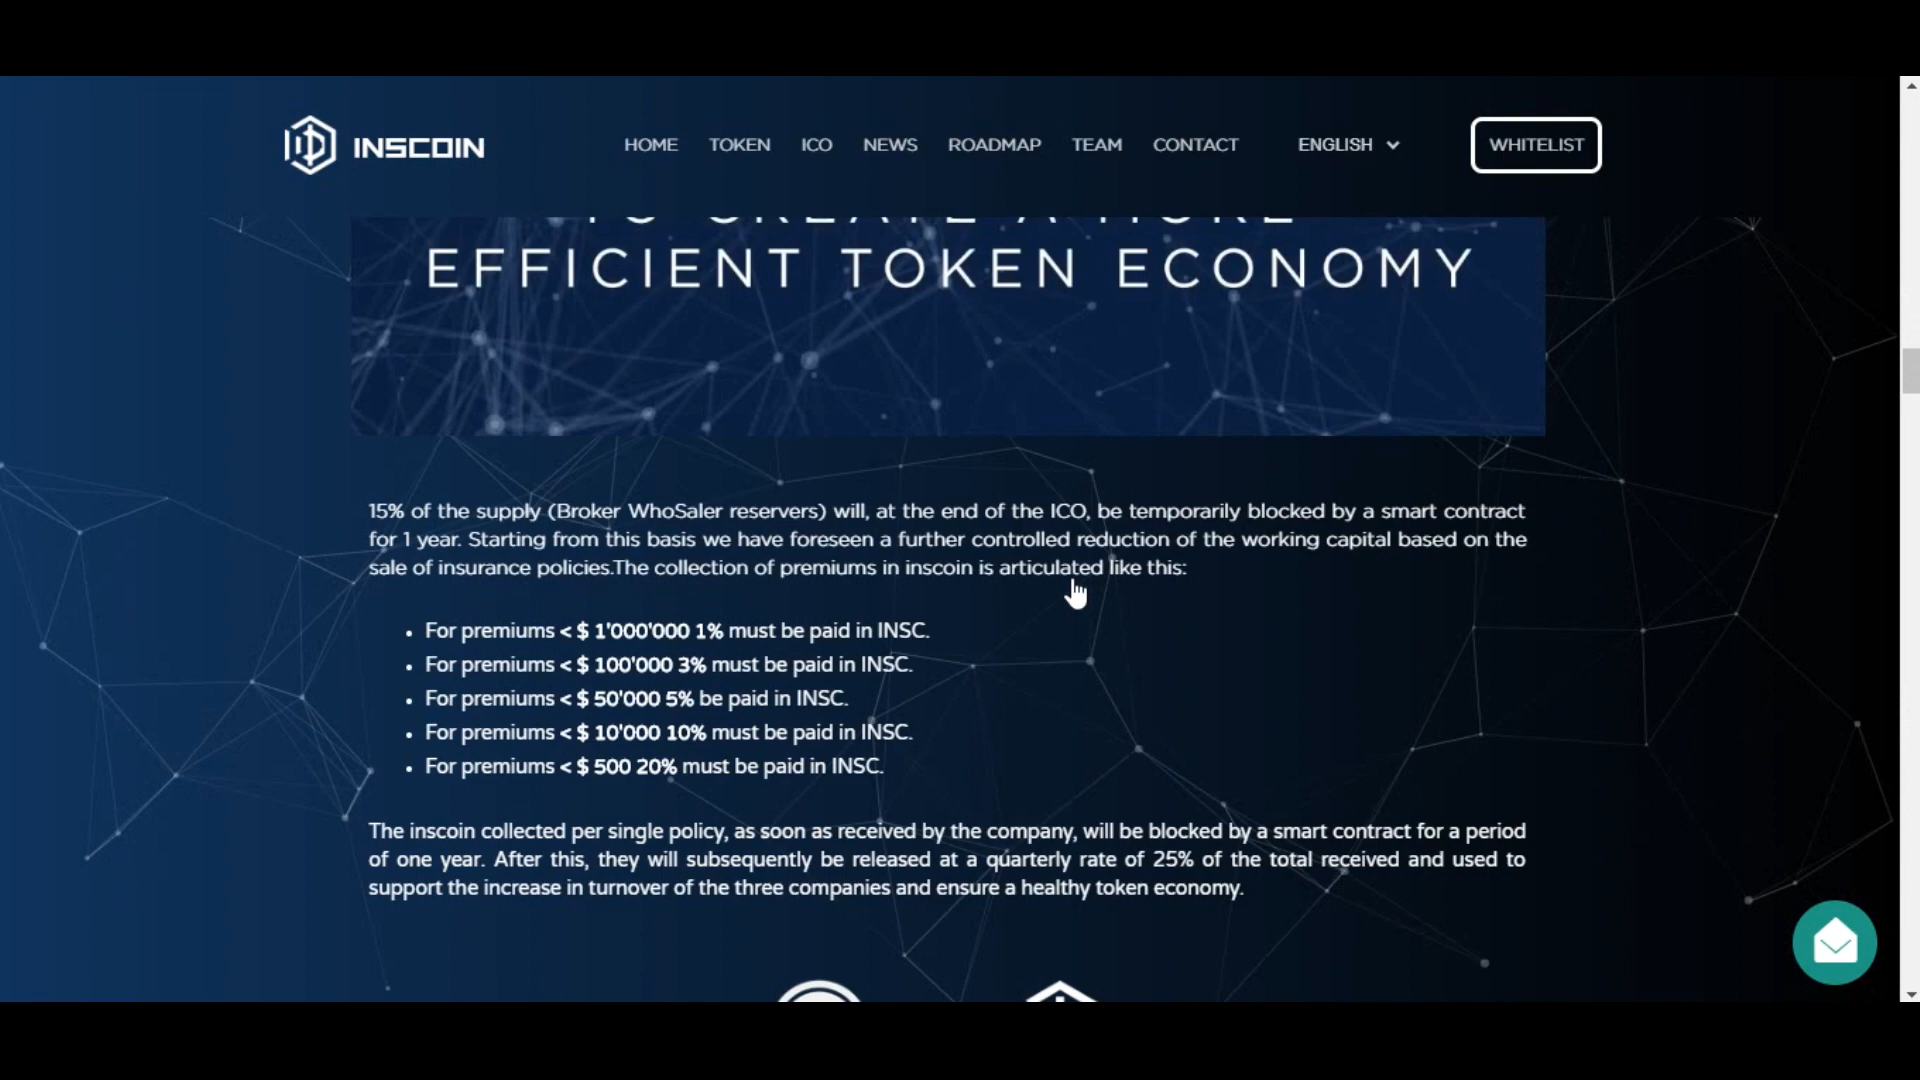 INSCOIN
HOME TOKEN ICO NEWS ROADMAP TEAM CONTACT ENGLISH WHITELIST
TO CREATE A MORE
EFFICIENT TOKEN ECONOMY
15% of the supply (Broker WhoSaler reservers) will, at the end of the ICO, be temporarily blocked by a smart contract
for 1 year. Starting from this basis we have foreseen a further controlled reduction of the working capital based on the
sale of insurance policies.The collection of premiums in inscoin is articulated like this:
• For premiums < $ 1'000'000 1% must be paid in INSC.
• For premiums < $ 100'000 3% must be paid in INSC.
• For premiums < $ 50'000 5% be paid in INSC.
• For premiums < $ 10'000 10% must be paid in INSC.
• For premiums < $ 500 20% must be paid in INSC.
The inscoin collected per single policy, as soon as received by the company, will be blocked by a smart contract for a period
of one year. After this, they will subsequently be released at a quarterly rate of 25% of the total received and used to
support the increase in turnover of the three companies and ensure a healthy token economy.